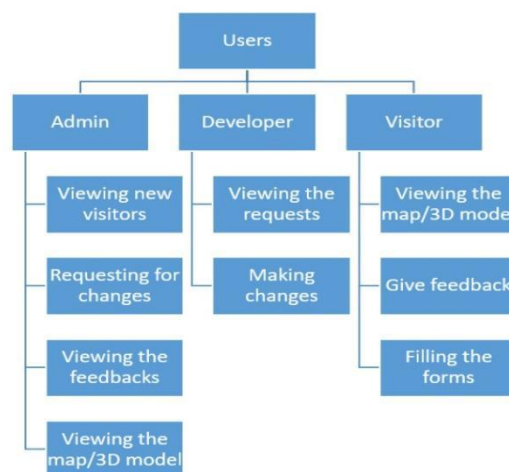 Users
Admin
Developer
Visitor
Viewing new
visitors
Requesting for
changes
Viewing the
feedbacks
Viewing the
map/3D model
Viewing the
requests
Making
changes
Viewing the
map/3D model
Give feedback
Filling the
forms